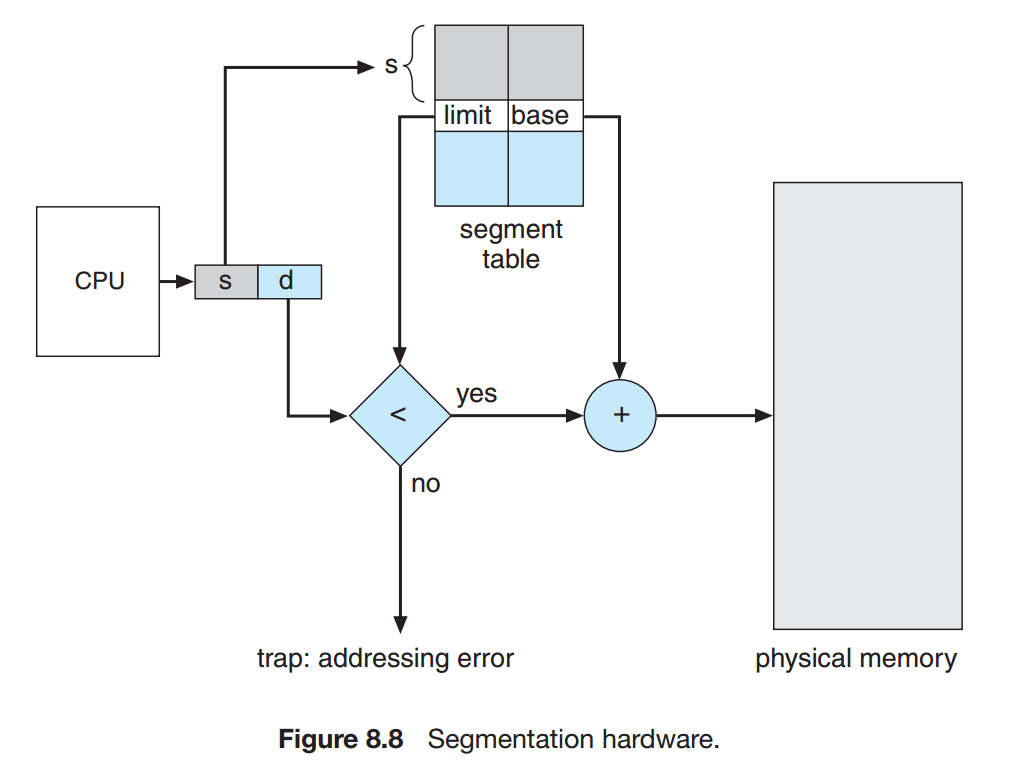 s
limit base
segment
table
CPU
s d
<
yes
+
no
trap: addressing error
physical memory
Figure 8.8 Segmentation hardware.